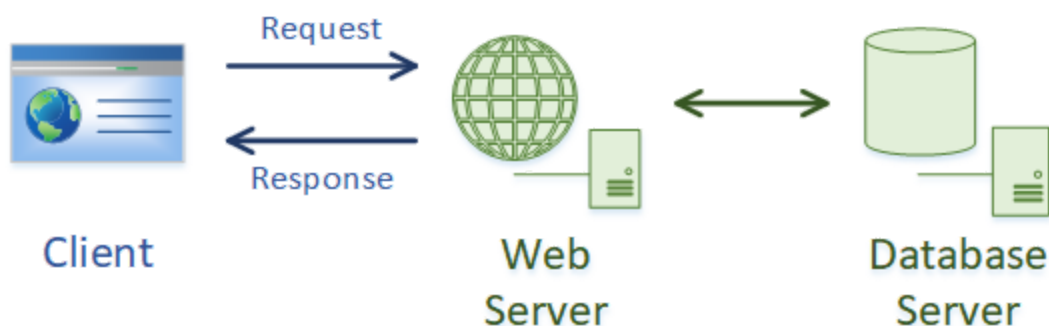 Request
Response
Client
Web
Server
Database
Server